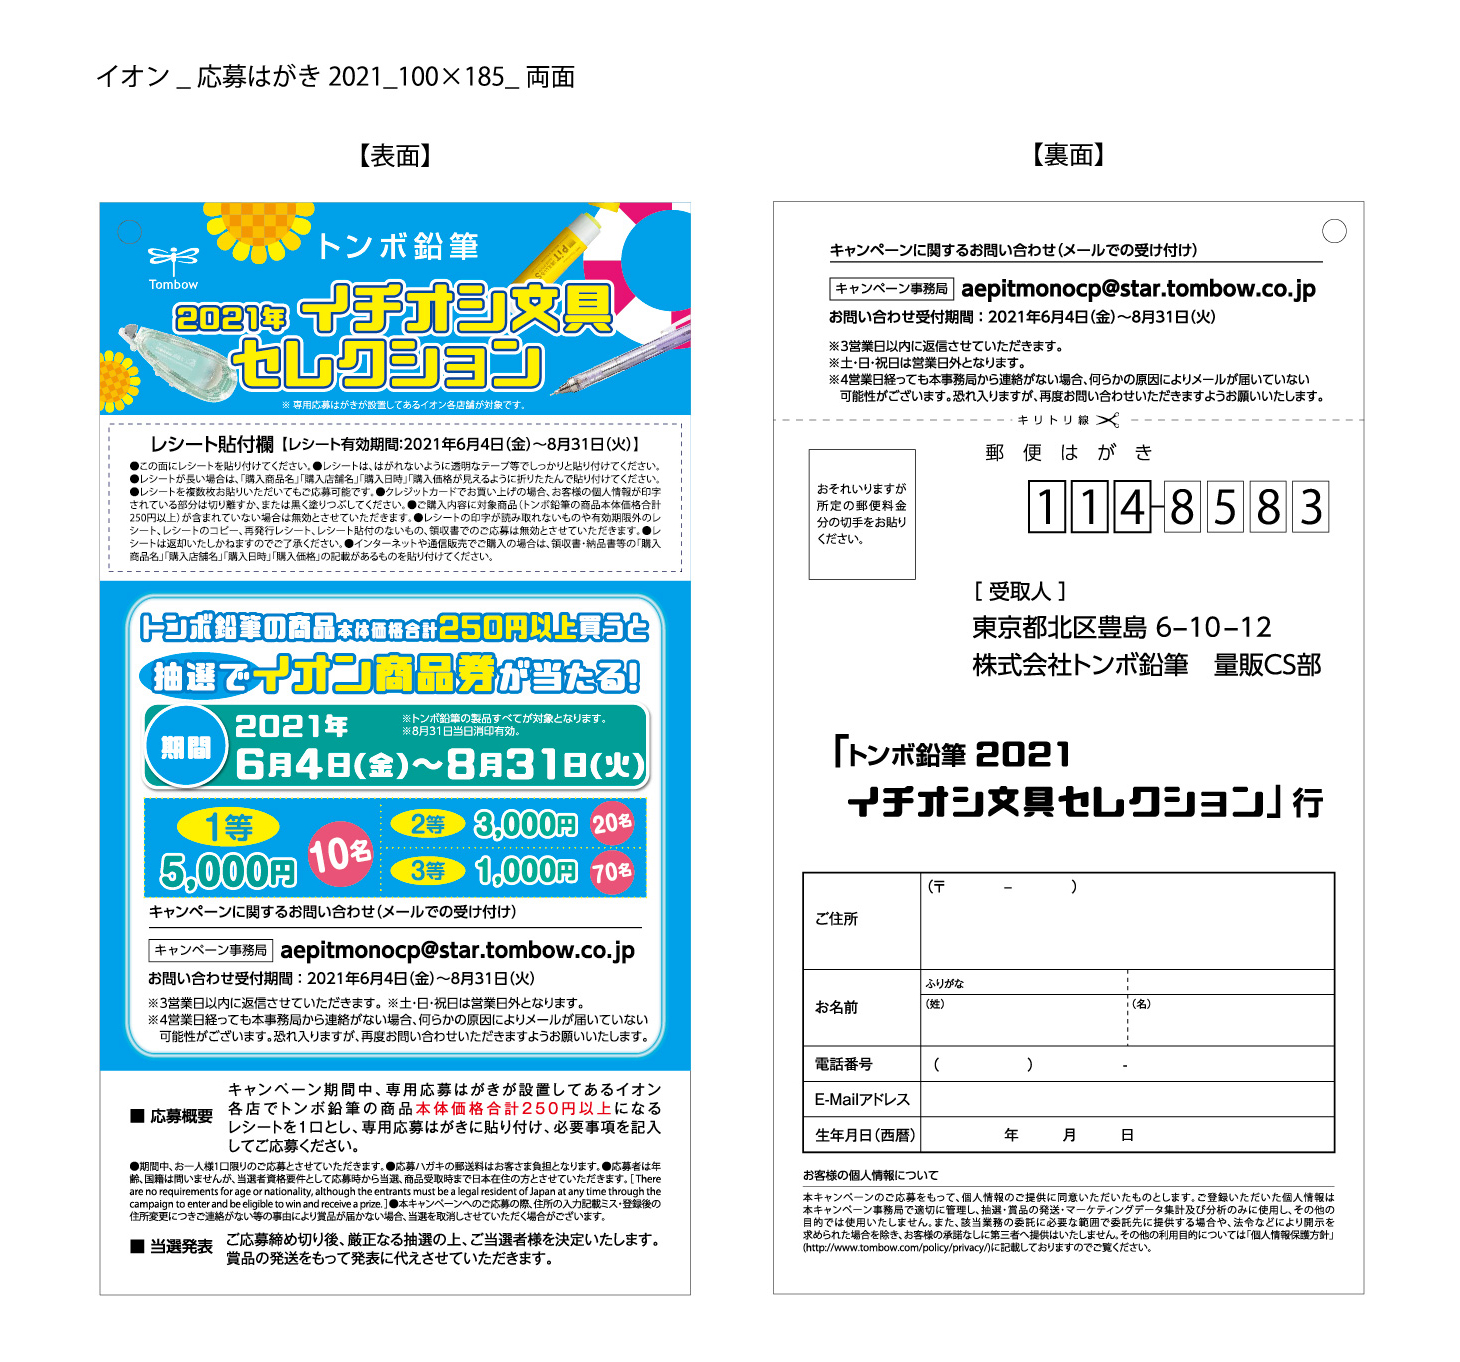 イオン _ 応募はがき 2021_100×185_ 両面
【表面】
Tombow
トンボ鉛筆
2021年 イチオシ文具
セレクション
※ 専用応募はがきが設置してあるイオン各店舗が対象です。
レシート貼付欄【レシート有効期間:2021年6月4日(金)〜8月31日(火)】
●この面にレシートを貼り付けてください。●レシートは、はがれないように透明なテープ等でしっかりと貼り付けてください。
●レシートが長い場合は、「購入商品名」「購入店舗名」「購入日時」「購入価格が見えるように折りたたんで貼り付けてください。
●レシートを複数枚お貼りいただいてもご応募可能です。●クレジットカードでお買い上げの場合、お客様の個人情報が印字
されている部分は切り離すか、または黒く塗りつぶしてください。●ご購入内容に対象商品(トンボ鉛筆の商品本体価格合計
250円以上)が含まれていない場合は無効とさせていただきます。●レシートの印字が読み取れないものや有効期限外のレ
シート、レシートのコピー、再発行レシート、レシート貼付のないもの、領収書でのご応募は無効とさせていただきます。●レ
シートは返却いたしかねますのでご了承ください。●インターネットや通信販売でご購入の場合は、領収書・納品書等の「購入
商品名」「購入店舗名」「購入日時」「購入価格」の記載があるものを貼り付けてください。
トンボ鉛筆の商品本体価格合計250円以上買うと
抽選でイオン商品券が当たる!
期間
2021年
※トンボ鉛筆の製品すべてが対象となります。
※8月31日当日消印有効。
6月4日(金)〜8月31日(火)
1等
5,000円
10名
2等 3,000円 20名
3等 1,000円 70名
キャンペーンに関するお問い合わせ(メールでの受け付け)
キャンペーン事務局 aepitmonocp@star.tombow.co.jp
お問い合わせ受付期間：2021年6月4日(金)〜8月31日(火)
※3営業日以内に返信させていただきます。 ※土・日・祝日は営業日外となります。
※4営業日経っても本事務局から連絡がない場合、何らかの原因によりメールが届いていない
可能性がございます。恐れ入りますが、再度お問い合わせいただきますようお願いいたします。
■ 応募概要
キャンペーン期間中、専用応募はがきが設置してあるイオン
各店でトンボ鉛筆の商品本体価格合計250円以上になる
レシートを1口とし、専用応募はがきに貼り付け、必要事項を記入
してご応募ください。
●期間中、お一人様1口限りのご応募とさせていただきます。●応募ハガキの郵送料はお客さま負担となります。●応募者は年
齢、国籍は問いませんが、当選者資格要件として応募時から当選、商品受取時まで日本在住の方とさせていただきます。[There
are no requirements for age or nationality, although the entrants must be a legal resident of Japan at any time through the
campaign to enter and be eligible to win and receive a prize.]●本キャンペーンへのご応募の際、住所の入力記載ミス・登録後の
住所変更につきご連絡がない等の事由により賞品が届かない場合、当選を取消しさせていただく場合がございます。
■ 当選発表
ご応募締め切り後、厳正なる抽選の上、ご当選者様を決定いたします。
賞品の発送をもって発表に代えさせていただきます。
【裏面】
キャンペーンに関するお問い合わせ(メールでの受け付け)
キャンペーン事務局 aepitmonocp@star.tombow.co.jp
お問い合わせ受付期間：2021年6月4日(金)〜8月31日(火)
※3営業日以内に返信させていただきます。
※土・日・祝日は営業日外となります。
※4営業日経っても本事務局から連絡がない場合、何らかの原因によりメールが届いていない
可能性がございます。恐れ入りますが、再度お問い合わせいただきますようお願いいたします。
キリトリ線
郵便はがき
おそれいりますが
所定の郵便料金
分の切手をお貼り
ください。
114-8583
[ 受取人 ]
東京都北区豊島 6−10−12
株式会社トンボ鉛筆　量販CS部
「トンボ鉛筆 2021
イチオシ文具セレクション」行
ご住所
(〒　　−　　)
お名前
ふりがな
(姓)
(名)
電話番号
(　　　) -
E-Mailアドレス
生年月日(西暦)
年　月　日
お客様の個人情報について
本キャンペーンのご応募をもって、個人情報のご提供に同意いただいたものとします。ご登録いただいた個人情報は
本キャンペーン事務局で適切に管理し、抽選・賞品の発送・マーケティングデータ集計及び分析のみに使用し、その他の
目的では使用いたしません。また、該当業務の委託に必要な範囲で委託先に提供する場合や、法令などにより開示を
求められた場合を除き、お客様の承諾なしに第三者へ提供はいたしません。その他の利用目的については「個人情報保護方針」
(http://www.tombow.com/policy/privacy/)に記載しておりますのでご覧ください。